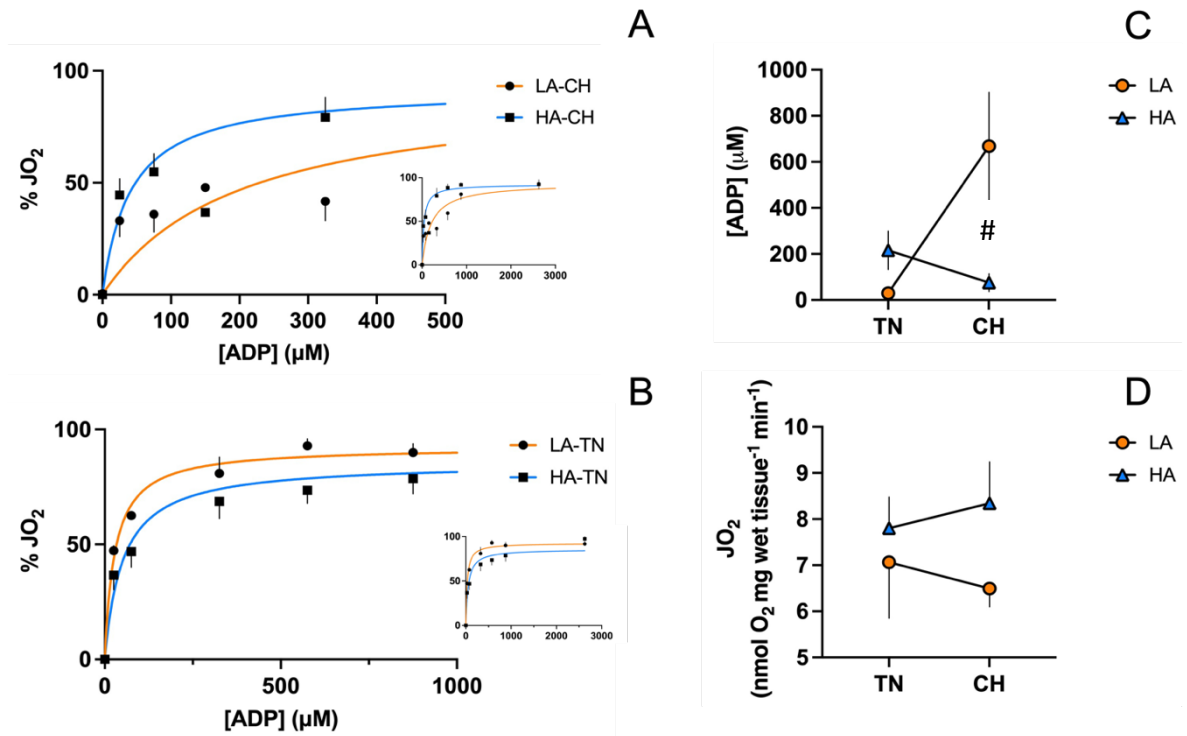 A
100
50
0
% JO2
0
100
200
300
400
500
[ADP] (µM)
LA-CH
HA-CH
100
50
0
0
1000
2000
3000
B
100
50
0
% JO2
0
500
1000
[ADP] (µM)
LA-TN
HA-TN
100
50
0
0
1000
2000
3000
C
1000
800
600
400
200
0
[ADP] (µM)
TN
CH
#
LA
HA
D
10
9
8
7
6
5
JO2
(nmol O2 mg wet tissue-1 min-1)
TN
CH
LA
HA